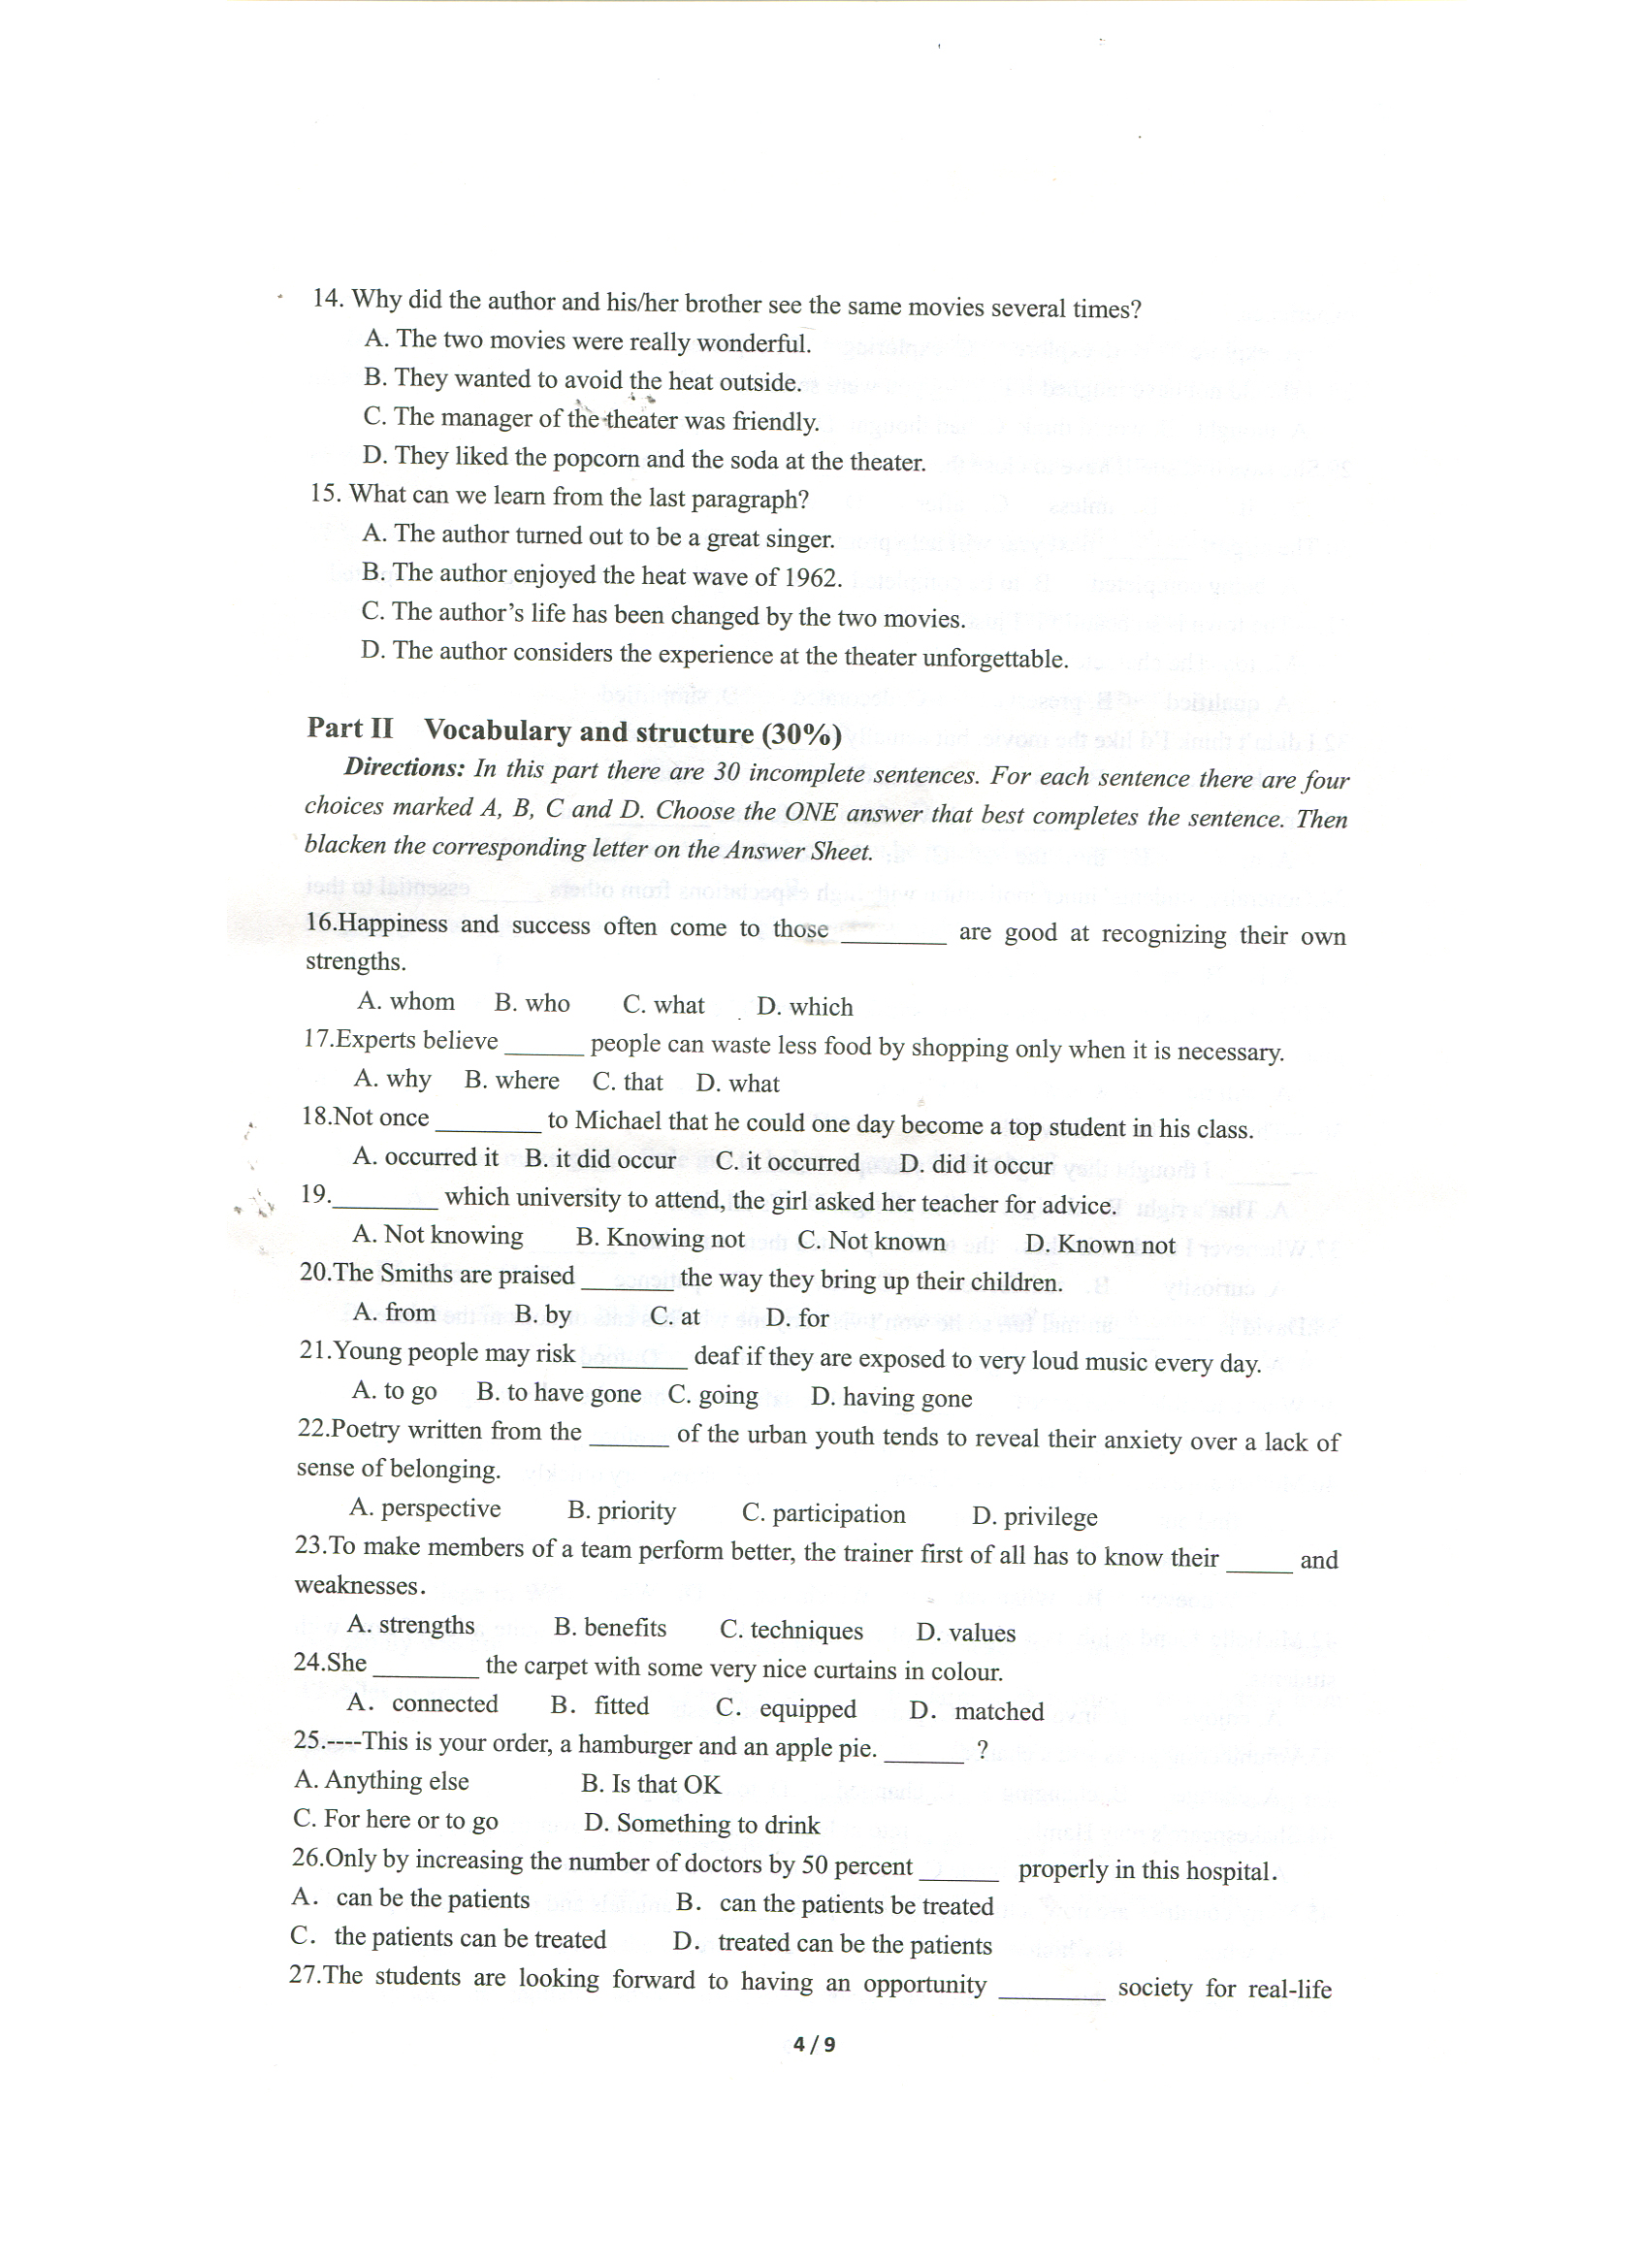 14. Why did the author and his/her brother see the same movies several times?
A. The two movies were really wonderful.
B. They wanted to avoid the heat outside.
C. The manager of the theater was friendly.
D. They liked the popcorn and the soda at the theater.
15. What can we learn from the last paragraph?
A. The author turned out to be a great singer.
B. The author enjoyed the heat wave of 1962.
C. The author's life has been changed by the two movies.
D. The author considers the experience at the theater unforgettable.
Part II Vocabulary and structure (30%)
Directions: In this part there are 30 incomplete sentences. For each sentence there are four
choices marked A, B, C and D. Choose the ONE answer that best completes the sentence. Then
blacken the corresponding letter on the Answer Sheet.
16.Happiness and success often come to those ________ are good at recognizing their own
strengths.
A. whom B. who C. what D. which
17.Experts believe ______ people can waste less food by shopping only when it is necessary.
A. why B. where C. that D. what
18.Not once ________ to Michael that he could one day become a top student in his class.
A. occurred it B. it did occur C. it occurred D. did it occur
19.________ which university to attend, the girl asked her teacher for advice.
A. Not knowing B. Knowing not C. Not known D. Known not
20.The Smiths are praised _______ the way they bring up their children.
A. from B. by C. at D. for
21.Young people may risk ________ deaf if they are exposed to very loud music every day.
A. to go B. to have gone C. going D. having gone
22.Poetry written from the ______ of the urban youth tends to reveal their anxiety over a lack of
sense of belonging.
A. perspective B. priority C. participation D. privilege
23.To make members of a team perform better, the trainer first of all has to know their _____ and
weaknesses.
A. strengths B. benefits C. techniques D. values
24.She ________ the carpet with some very nice curtains in colour.
A. connected B. fitted C. equipped D. matched
25.----This is your order, a hamburger and an apple pie. ______ ?
A. Anything else B. Is that OK
C. For here or to go D. Something to drink
26.Only by increasing the number of doctors by 50 percent ______ properly in this hospital.
A. can be the patients B. can the patients be treated
C. the patients can be treated D. treated can be the patients
27.The students are looking forward to having an opportunity ________ society for real-life
4 / 9